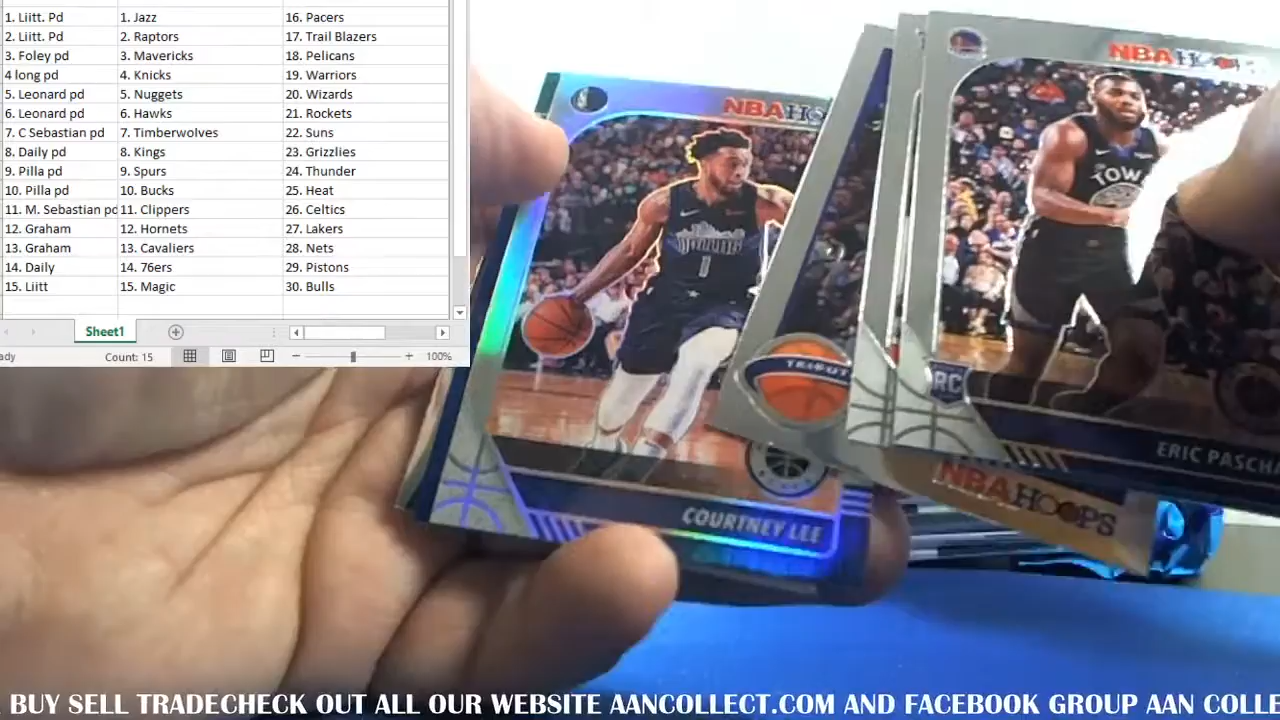 1. Liitt. Pd 1. Jazz 16. Pacers
2. Liitt. Pd 2. Raptors 17. Trail Blazers
3. Foley pd 3. Mavericks 18. Pelicans
4 long pd 4. Knicks 19. Warriors
5. Leonard pd 5. Nuggets 20. Wizards
6. Leonard pd 6. Hawks 21. Rockets
7. C Sebastian pd 7. Timberwolves 22. Suns
8. Daily pd 8. Kings 23. Grizzlies
9. Pilla pd 9. Spurs 24. Thunder
10. Pilla pd 10. Bucks 25. Heat
11. M. Sebastian pd 11. Clippers 26. Celtics
12. Graham 12. Hornets 27. Lakers
13. Graham 13. Cavaliers 28. Nets
14. Daily 14. 76ers 29. Pistons
15. Liitt 15. Magic 30. Bulls
Sheet1
ady Count: 15 100%
NBA HO
1
COURTNEY LEE
TRIBUT
NBA HOOPS
NBA H
TOW
RC
ERIC PASCHA
BUY SELL TRADECHECK OUT ALL OUR WEBSITE AANCOLLECT.COM AND FACEBOOK GROUP AAN COLLE